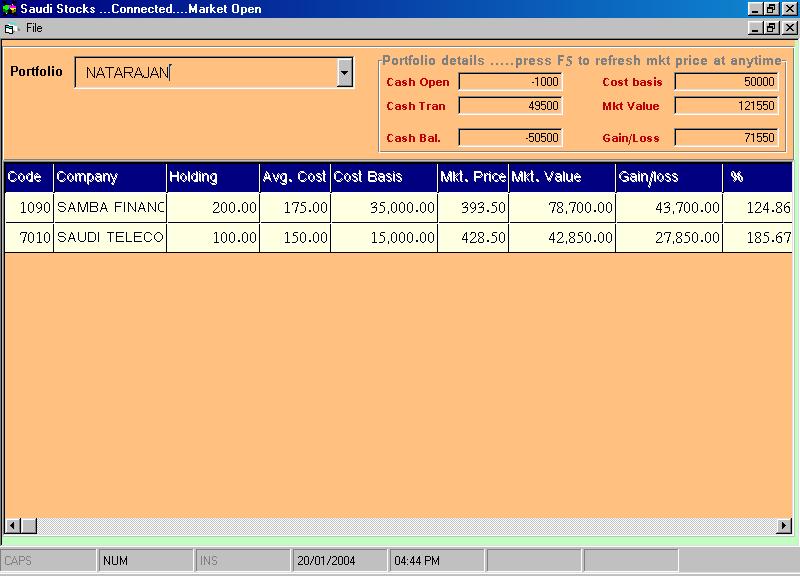 Saudi Stocks ...Connected....Market Open
File
Portfolio NATARAJAN
Portfolio details .....press F5 to refresh mkt price at anytime
Cash Open -1000 Cost basis 50000
Cash Tran 49500 Mkt Value 121550
Cash Bal. -50500 Gain/Loss 71550
Code Company Holding Avg. Cost Cost Basis Mkt. Price Mkt. Value Gain/loss %
1090 SAMBA FINANC 200.00 175.00 35,000.00 393.50 78,700.00 43,700.00 124.86
7010 SAUDI TELECO 100.00 150.00 15,000.00 428.50 42,850.00 27,850.00 185.67
CAPS NUM INS 20/01/2004 04:44 PM